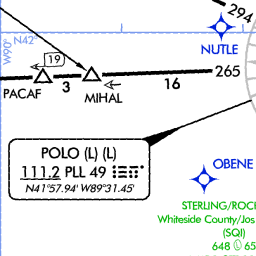 294
W90°
N42°
NUTLE
19
265
PACAF
3
MIHAL
16
POLO (L) (L)
111.2 PLL 49
N41°57.94' W89°31.45'
OBENE
STERLING/ROCK
Whiteside County/Jos
(SQI)
648